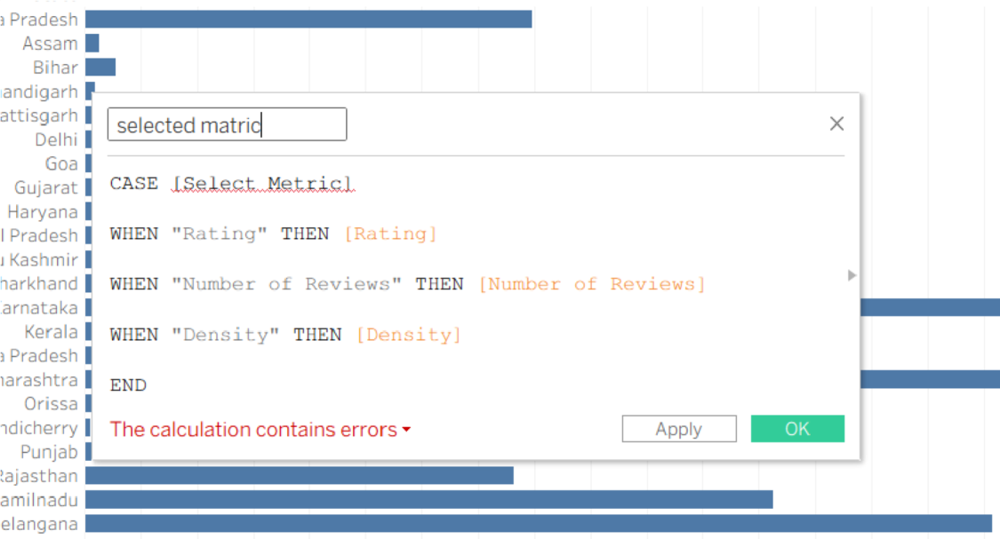 a Pradesh
Assam
Bihar
handigarh
attisgarh
Delhi
Goa
Gujarat
Haryana
l Pradesh
u Kashmir
harkhand
arnataka
Kerala
a Pradesh
harashtra
Orissa
ndicherry
Punjab
Rajasthan
amilnadu
elangana
selected matric
CASE [Select Metric]
WHEN "Rating" THEN [Rating]
WHEN "Number of Reviews" THEN [Number of Reviews]
WHEN "Density" THEN [Density]
END
The calculation contains errors
Apply
OK